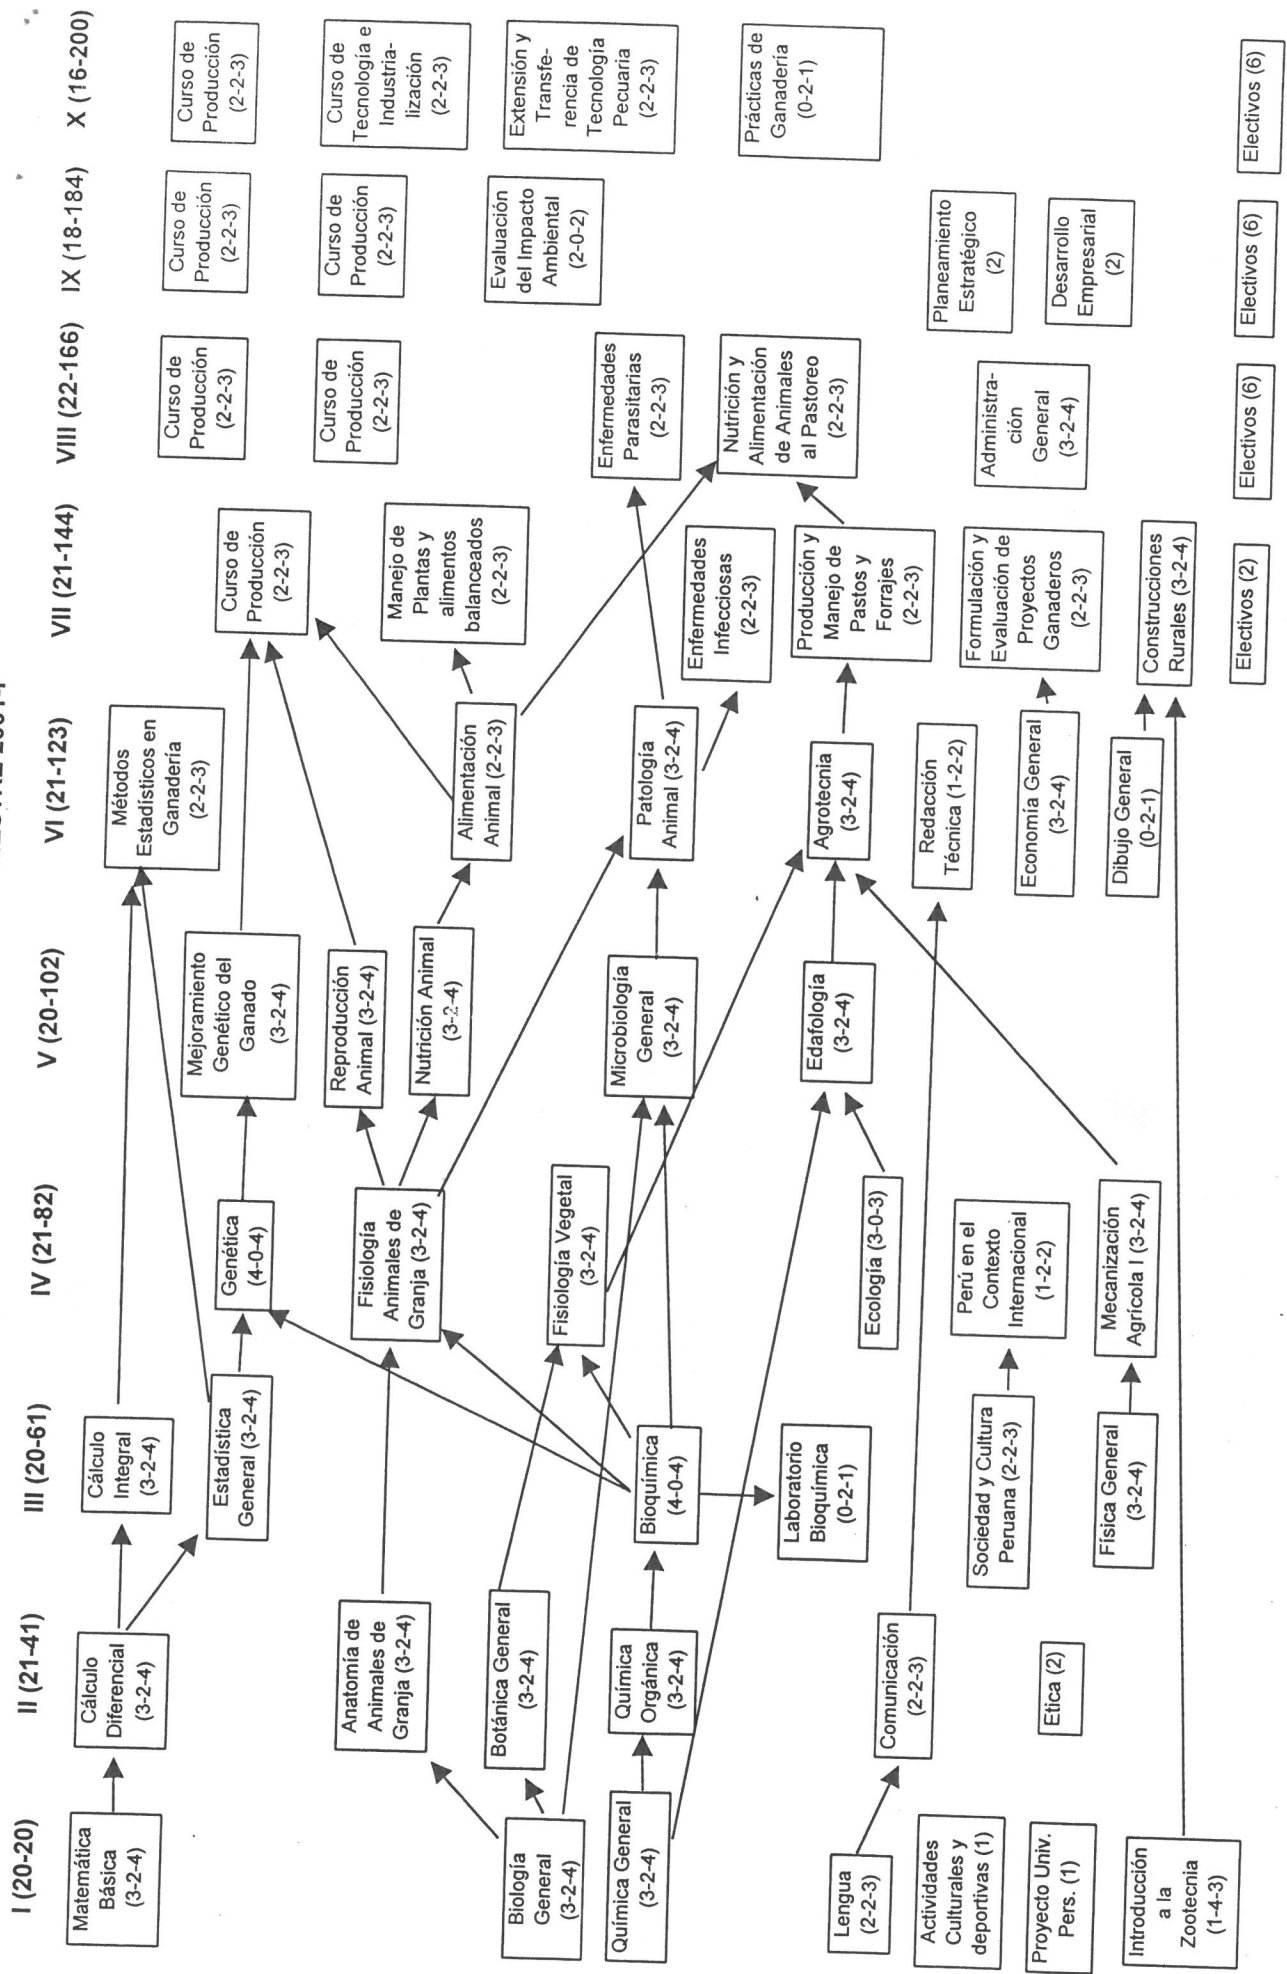 I (20-20)
Matemática
Básica
(3-2-4)
Biología
General
(3-2-4)
Química General
(3-2-4)
Lengua
(2-2-3)
Actividades
Culturales y
deportivas (1)
Proyecto Univ.
Pers. (1)
Introducción
a la
Zootecnia
(1-4-3)
II (21-41)
Cálculo
Diferencial
(3-2-4)
Anatomía de
Animales de
Granja (3-2-4)
Botánica General
(3-2-4)
Química
Orgánica
(3-2-4)
Comunicación
(2-2-3)
Etica (2)
III (20-61)
Cálculo
Integral
(3-2-4)
Estadística
General (3-2-4)
Bioquímica
(4-0-4)
Laboratorio
Bioquímica
(0-2-1)
Sociedad y Cultura
Peruana (2-2-3)
Física General
(3-2-4)
IV (21-82)
Genética
(4-0-4)
Fisiología
Animales de
Granja (3-2-4)
Fisiología Vegetal
(3-2-4)
Ecología (3-0-3)
Perú en el
Contexto
Internacional
(1-2-2)
Mecanización
Agrícola I (3-2-4)
V (20-102)
Mejoramiento
Genético del
Ganado
(3-2-4)
Reproducción
Animal (3-2-4)
Nutrición Animal
(3-2-4)
Microbiología
General
(3-2-4)
Edafología
(3-2-4)
VI (21-123)
Métodos
Estadísticos en
Ganadería
(2-2-3)
Alimentación
Animal (2-2-3)
Patología
Animal (3-2-4)
Agrotecnia
(3-2-4)
Redacción
Técnica (1-2-2)
Economía General
(3-2-4)
Dibujo General
(0-2-1)
VII (21-144)
Curso de
Producción
(2-2-3)
Manejo de
Plantas y
alimentos
balanceados
(2-2-3)
Enfermedades
Infecciosas
(2-2-3)
Producción y
Manejo de
Pastos y
Forrajes
(2-2-3)
Formulación y
Evaluación de
Proyectos
Ganaderos
(2-2-3)
Construcciones
Rurales (3-2-4)
Electivos (2)
VIII (22-166)
Curso de
Producción
(2-2-3)
Curso de
Producción
(2-2-3)
Enfermedades
Parasitarias
(2-2-3)
Nutrición y
Alimentación
de Animales
al Pastoreo
(2-2-3)
Administra-
ción
General
(3-2-4)
Electivos (6)
IX (18-184)
Curso de
Producción
(2-2-3)
Curso de
Producción
(2-2-3)
Evaluación
del Impacto
Ambiental
(2-0-2)
Planeamiento
Estratégico
(2)
Desarrollo
Empresarial
(2)
Electivos (6)
X (16-200)
Curso de
Producción
(2-2-3)
Curso de
Tecnología e
Industria-
lización
(2-2-3)
Extensión y
Transfe-
rencia de
Tecnología
Pecuaria
(2-2-3)
Prácticas de
Ganadería
(0-2-1)
Electivos (6)